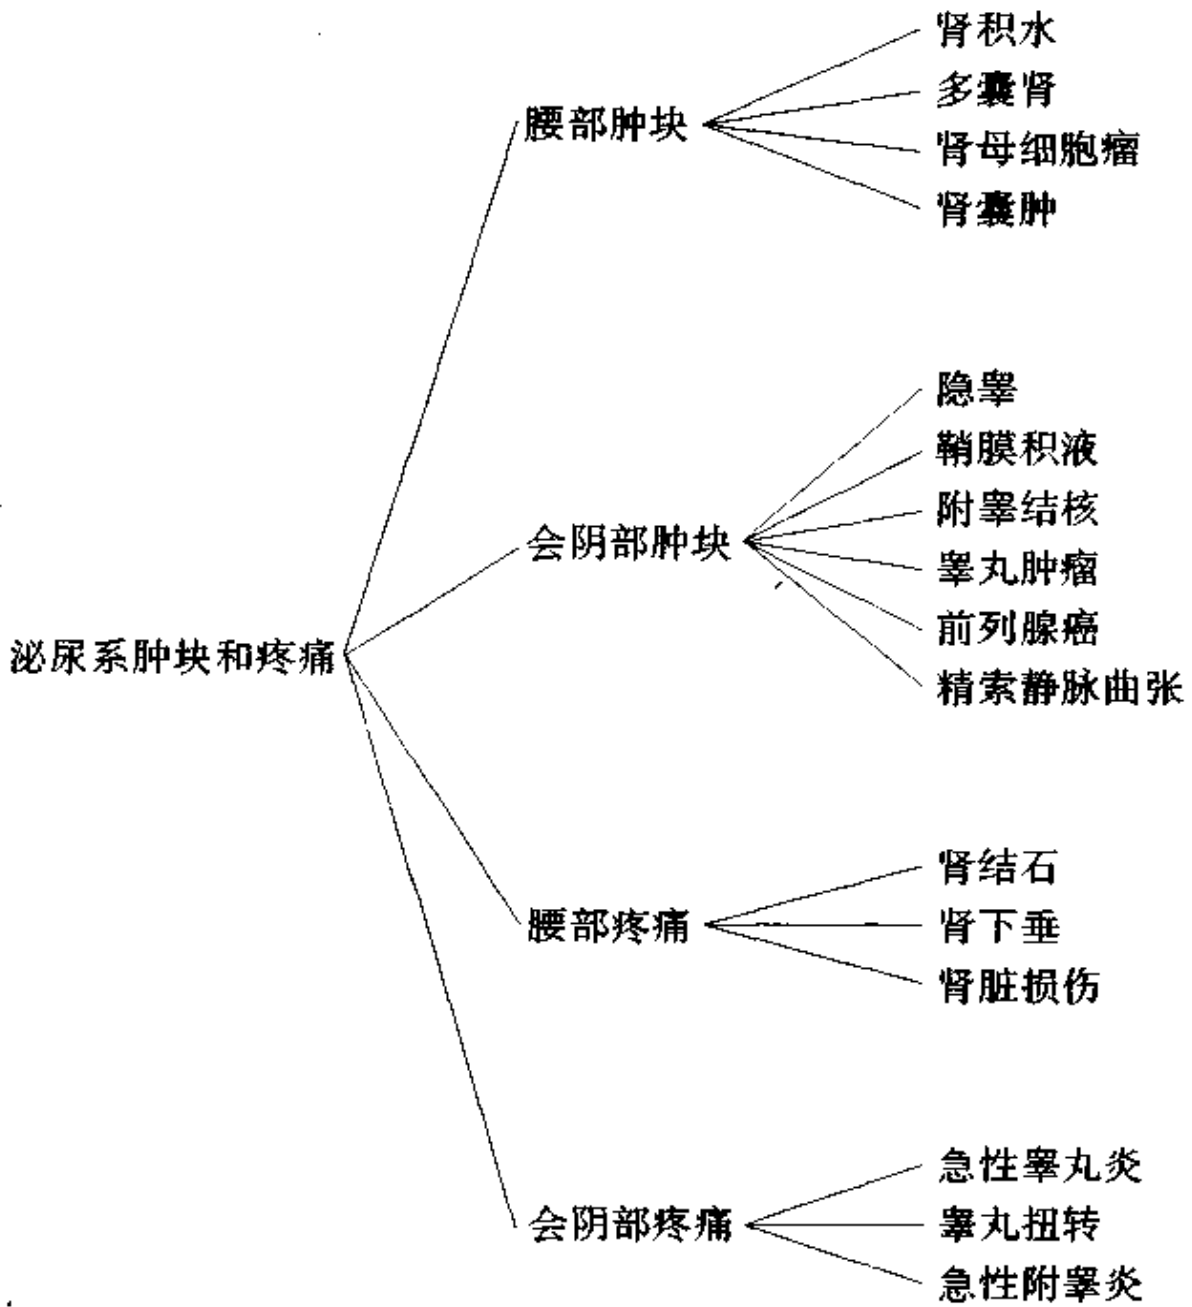 泌尿系肿块和疼痛
腰部肿块
肾积水
多囊肾
肾母细胞瘤
肾囊肿
会阴部肿块
隐睾
鞘膜积液
附睾结核
睾丸肿瘤
前列腺癌
精索静脉曲张
腰部疼痛
肾结石
肾下垂
肾脏损伤
会阴部疼痛
急性睾丸炎
睾丸扭转
急性附睾炎